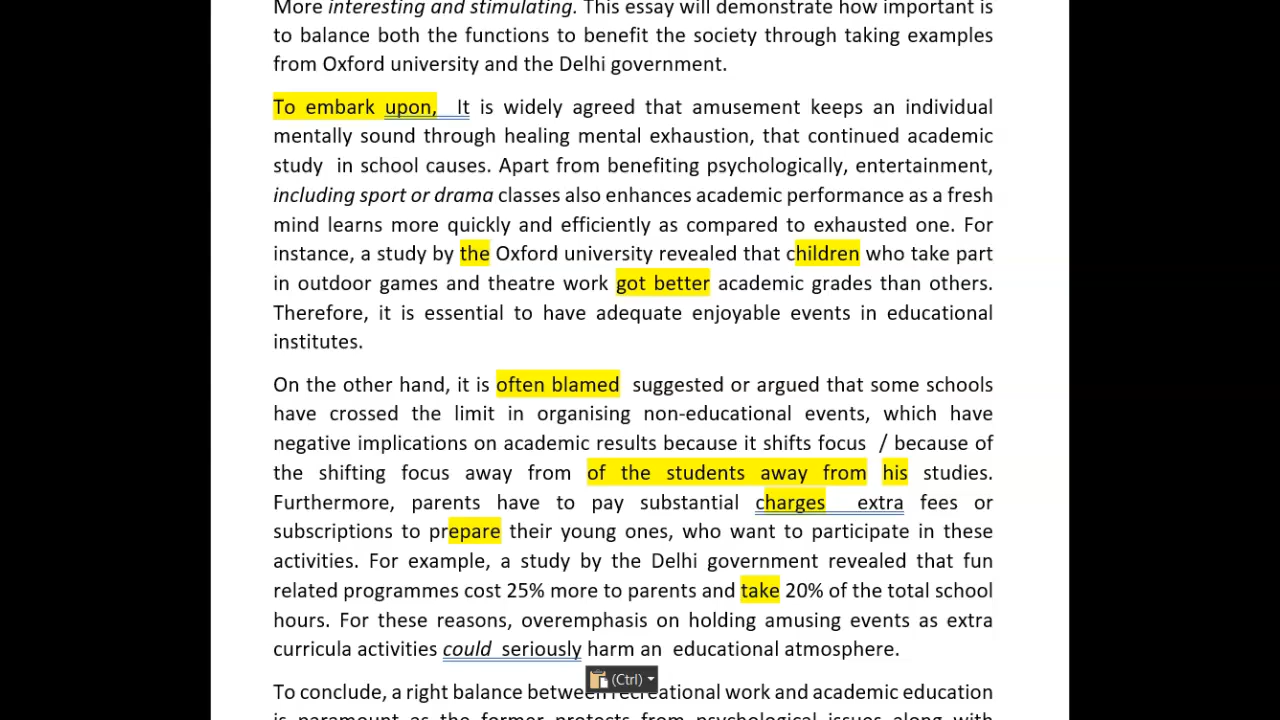 More interesting and stimulating. This essay will demonstrate how important is
to balance both the functions to benefit the society through taking examples
from Oxford university and the Delhi government.
To embark upon, It is widely agreed that amusement keeps an individual
mentally sound through healing mental exhaustion, that continued academic
study in school causes. Apart from benefiting psychologically, entertainment,
including sport or drama classes also enhances academic performance as a fresh
mind learns more quickly and efficiently as compared to exhausted one. For
instance, a study by the Oxford university revealed that children who take part
in outdoor games and theatre work got better academic grades than others.
Therefore, it is essential to have adequate enjoyable events in educational
institutes.
On the other hand, it is often blamed suggested or argued that some schools
have crossed the limit in organising non-educational events, which have
negative implications on academic results because it shifts focus / because of
the shifting focus away from of the students away from his studies.
Furthermore, parents have to pay substantial charges extra fees or
subscriptions to prepare their young ones, who want to participate in these
activities. For example, a study by the Delhi government revealed that fun
related programmes cost 25% more to parents and take 20% of the total school
hours. For these reasons, overemphasis on holding amusing events as extra
curricula activities could seriously harm an educational atmosphere.
(Ctrl)
To conclude, a right balance between recreational work and academic education
is paramount as the former protects from psychological issues along with